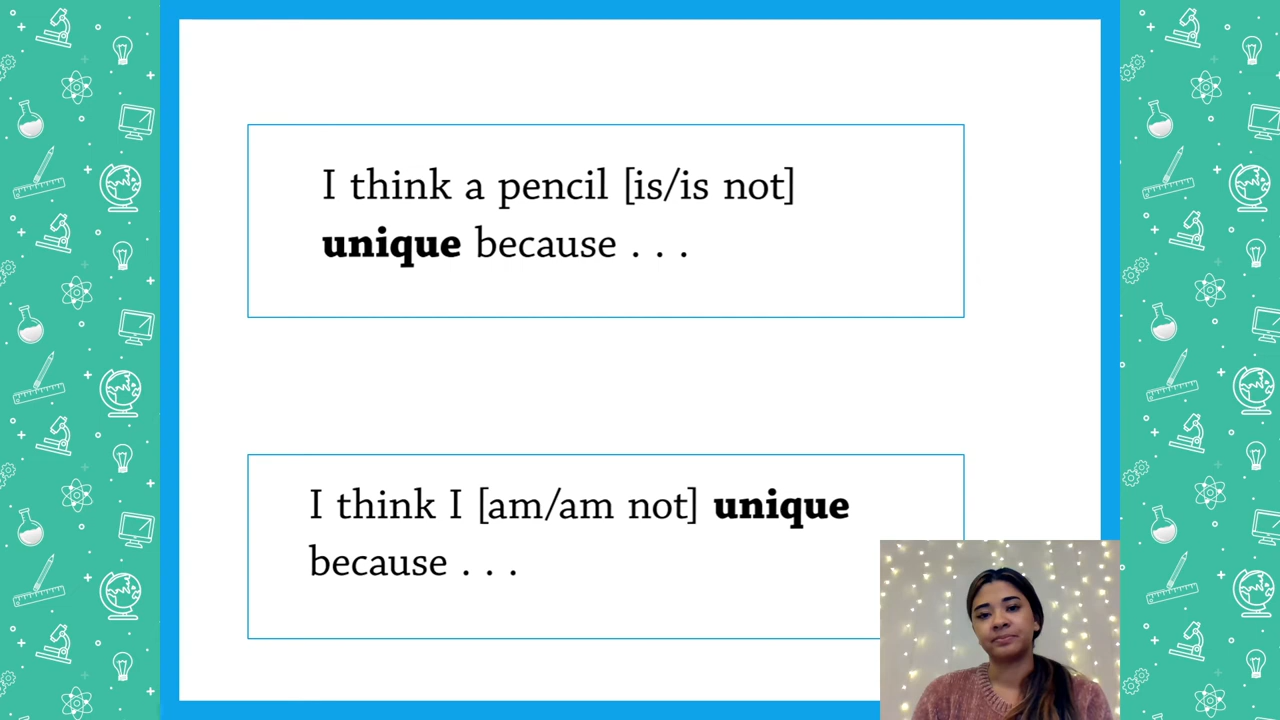 I think a pencil [is/is not]
unique because . . .
I think I [am/am not] unique
because . . .